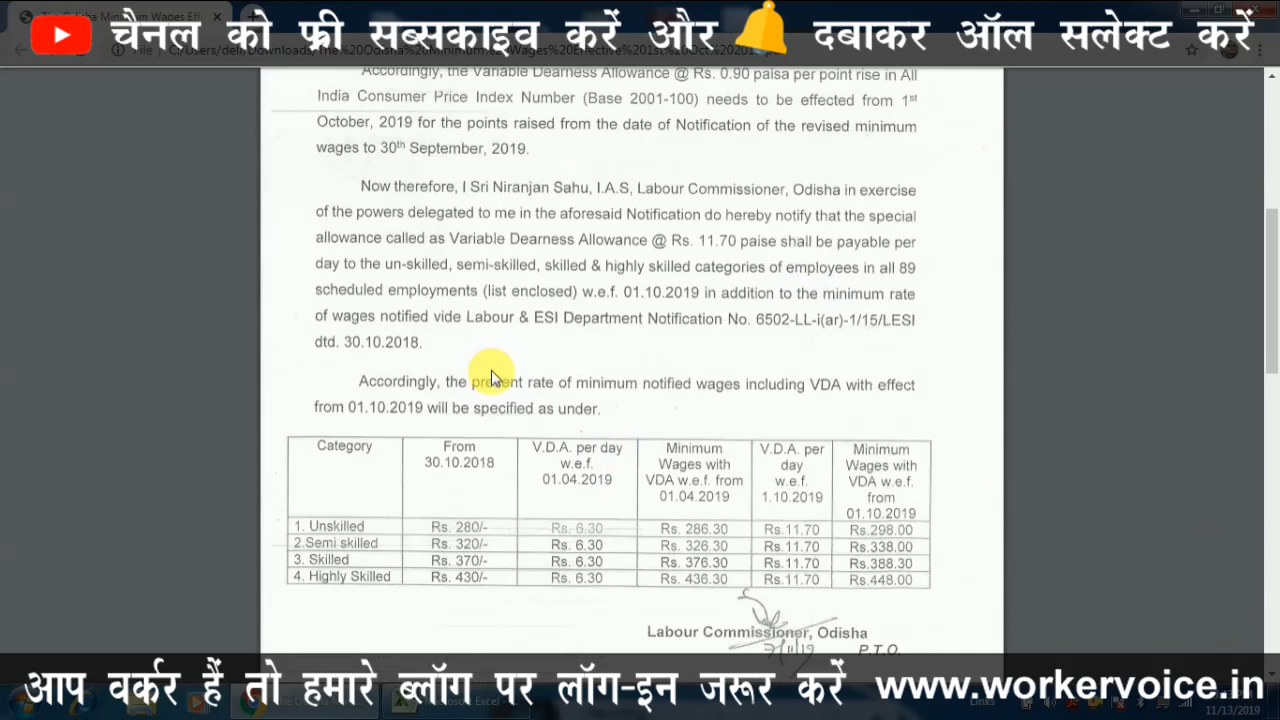 चैनल को फ्री सब्सकाइब करें और दबाकर ऑल सलेक्ट करें
Accordingly, the Variable Dearness Allowance @ Rs. 0.90 paisa per point rise in All
India Consumer Price Index Number (Base 2001-100) needs to be effected from 1st
October, 2019 for the points raised from the date of Notification of the revised minimum
wages to 30th September, 2019.
Now therefore, I Sri Niranjan Sahu, I.A.S, Labour Commissioner, Odisha in exercise
of the powers delegated to me in the aforesaid Notification do hereby notify that the special
allowance called as Variable Dearness Allowance @ Rs. 11.70 paise shall be payable per
day to the un-skilled, semi-skilled, skilled & highly skilled categories of employees in all 89
scheduled employments (list enclosed) w.e.f. 01.10.2019 in addition to the minimum rate
of wages notified vide Labour & ESI Department Notification No. 6502-LL-i(ar)-1/15/LESI
dtd. 30.10.2018.
Accordingly, the present rate of minimum notified wages including VDA with effect
from 01.10.2019 will be specified as under.
Category From 30.10.2018 V.D.A. per day w.e.f. 01.04.2019 Minimum Wages with VDA w.e.f. from 01.04.2019 V.D.A. per day w.e.f. 1.10.2019 Minimum Wages with VDA w.e.f. from 01.10.2019
1. Unskilled Rs. 280/- Rs. 6.30 Rs. 286.30 Rs.11.70 Rs.298.00
2.Semi skilled Rs. 320/- Rs. 6.30 Rs. 326.30 Rs.11.70 Rs.338.00
3. Skilled Rs. 370/- Rs. 6.30 Rs. 376.30 Rs.11.70 Rs.388.30
4. Highly Skilled Rs. 430/- Rs. 6.30 Rs. 436.30 Rs.11.70 Rs.448.00
Labour Commissioner, Odisha
7/11/19
P.T.O.
आप वर्कर हैं तो हमारे ब्लॉग पर लॉग-इन जरूर करें www.workervoice.in
11/13/2019